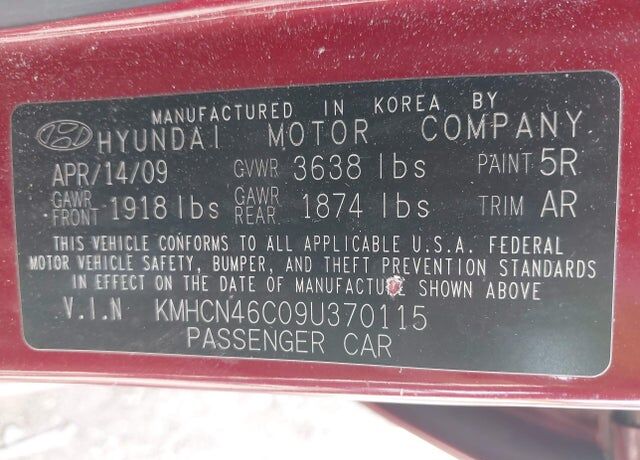 MANUFACTURED IN KOREA BY
HYUNDAI MOTOR COMPANY
APR/14/09 GVWR 3638 lbs PAINT 5R
GAWR FRONT 1918 lbs GAWR REAR 1874 lbs TRIM AR
THIS VEHICLE CONFORMS TO ALL APPLICABLE U.S.A. FEDERAL
MOTOR VEHICLE SAFETY, BUMPER, AND THEFT PREVENTION STANDARDS
IN EFFECT ON THE DATE OF MANUFACTURE SHOWN ABOVE
V.I.N KMHCN46C09U370115
PASSENGER CAR